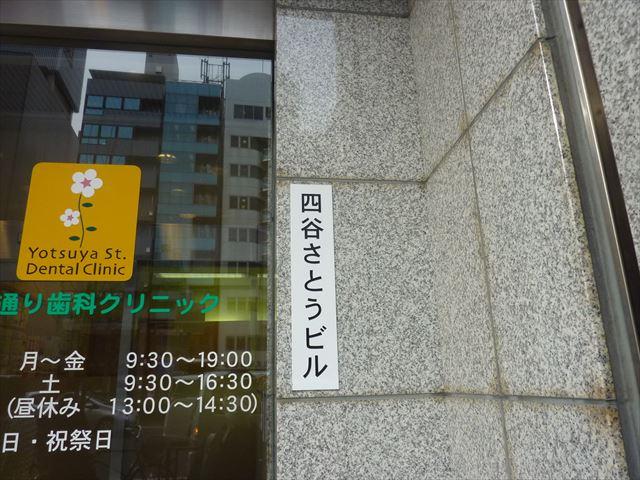 Yotsuya St.
Dental Clinic
通り歯科クリニック
月～金 9:30～19:00
土 9:30～16:30
(昼休み 13:00～14:30)
日・祝祭日
四谷さとうビル